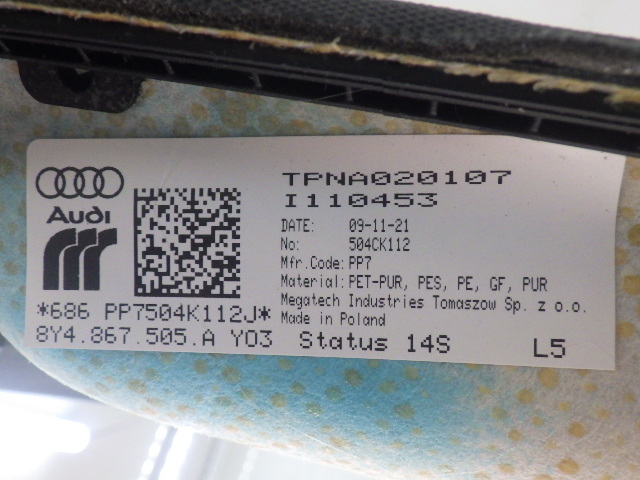 Audi
TPNA020107
I110453
DATE: 09-11-21
No: 504CK112
Mfr.Code: PP7
Material: PET-PUR, PES, PE, GF, PUR
Megatech Industries Tomaszow Sp. z o.o.
Made in Poland
*686 PP7504K112J*
8Y4.867.505.A Y03 Status 14S L5